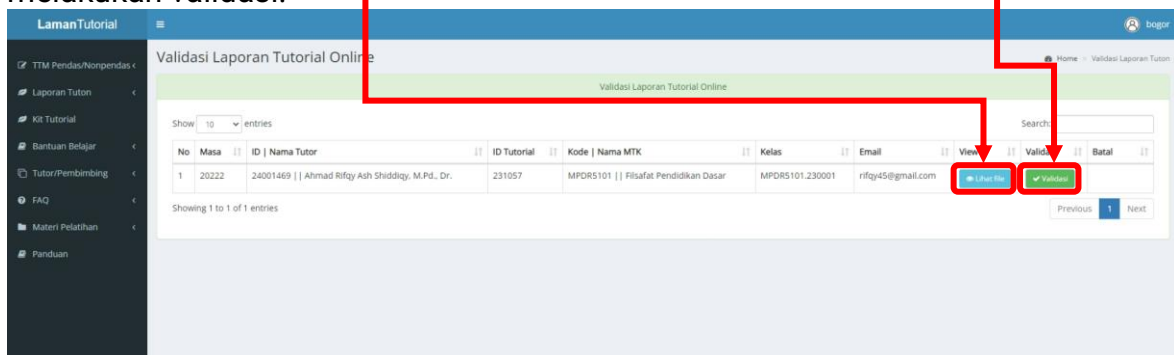 melakukan validasi.
LamanTutorial
bogor
TTM Pendas/Nonpendas
Validasi Laporan Tutorial Online
Home > Validasi Laporan Tuton
Laporan Tuton
Validasi Laporan Tutorial Online
Kit Tutorial
Show 10 entries
Search:
Bantuan Belajar
No Masa ID | Nama Tutor ID Tutorial Kode | Nama MTK Kelas Email View Validasi Batal
Tutor/Pembimbing
1 20222 24001469 || Ahmad Rifqy Ash Shiddiqy, M.Pd., Dr. 231057 MPDR5101 || Filsafat Pendidikan Dasar MPDR5101.230001 rifqy45@gmail.com Lihat file Validasi
FAQ
Showing 1 to 1 of 1 entries
Previous 1 Next
Materi Pelatihan
Panduan